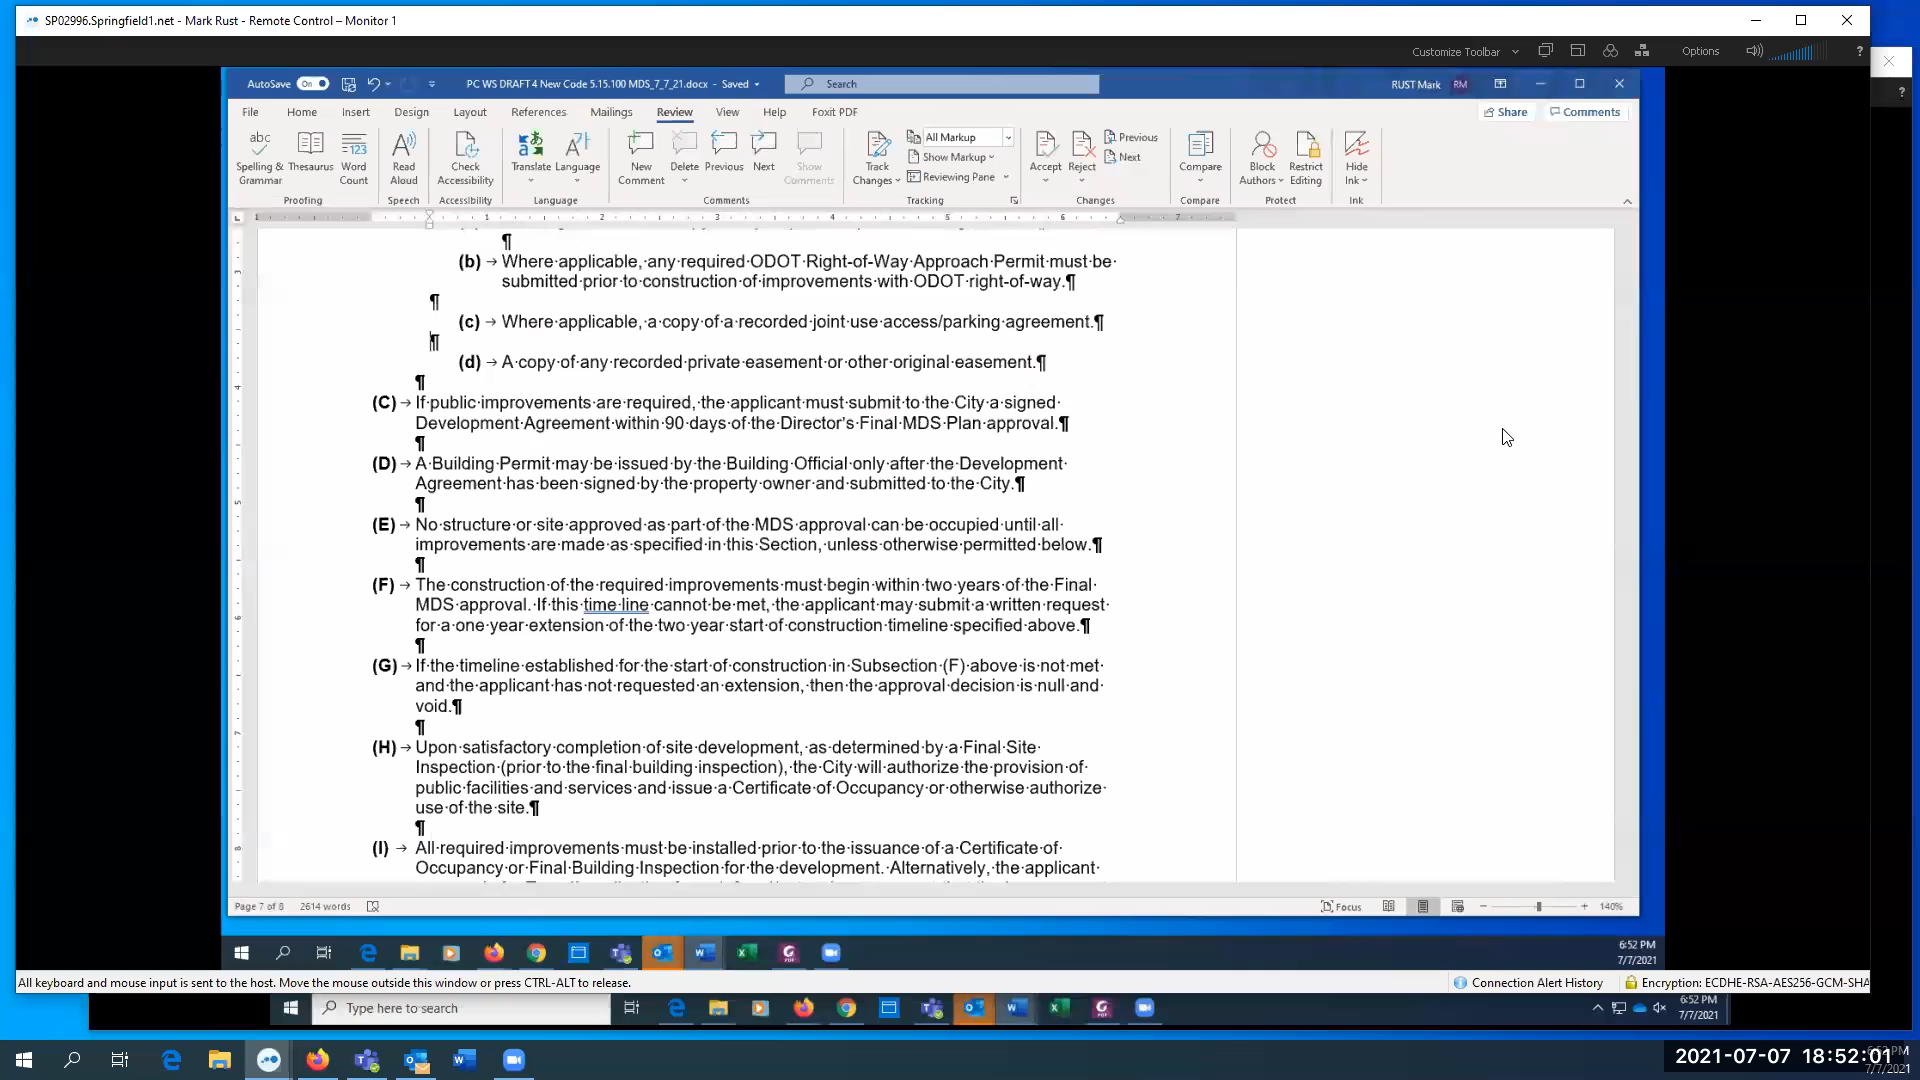 SP02996.Springfield1.net - Mark Rust - Remote Control – Monitor 1
Customize Toolbar Options ?
AutoSave On PC WS DRAFT 4 New Code 5.15.100 MDS_7_7_21.docx - Saved Search RUST Mark RM
File Home Insert Design Layout References Mailings Review View Help Foxit PDF Share Comments
abc
Spelling & Grammar
Thesaurus
123
Word Count
Read Aloud
Check Accessibility
Translate
Language
New Comment
Delete
Previous
Next
Show Comments
Track Changes
All Markup
Show Markup
Reviewing Pane
Accept
Reject
Previous
Next
Compare
Block Authors
Restrict Editing
Hide Ink
Proofing Speech Accessibility Language Comments Tracking Changes Compare Protect Ink
1 1 2 3 4 5 6 7
¶
(b) → Where applicable, any required ODOT Right-of-Way Approach Permit must be
submitted prior to construction of improvements with ODOT right-of-way.¶
¶
(c) → Where applicable, a copy of a recorded joint use access/parking agreement.¶
¶
(d) → A copy of any recorded private easement or other original easement.¶
¶
(C) → If public improvements are required, the applicant must submit to the City a signed
Development Agreement within 90 days of the Director's Final MDS Plan approval.¶
¶
(D) → A Building Permit may be issued by the Building Official only after the Development
Agreement has been signed by the property owner and submitted to the City.¶
¶
(E) → No structure or site approved as part of the MDS approval can be occupied until all
improvements are made as specified in this Section, unless otherwise permitted below.¶
¶
(F) → The construction of the required improvements must begin within two years of the Final
MDS approval. If this time line cannot be met, the applicant may submit a written request
for a one year extension of the two year start of construction timeline specified above.¶
¶
(G) → If the timeline established for the start of construction in Subsection (F) above is not met
and the applicant has not requested an extension, then the approval decision is null and
void.¶
¶
(H) → Upon satisfactory completion of site development, as determined by a Final Site
Inspection (prior to the final building inspection), the City will authorize the provision of
public facilities and services and issue a Certificate of Occupancy or otherwise authorize
use of the site.¶
¶
(I) → All required improvements must be installed prior to the issuance of a Certificate of
Occupancy or Final Building Inspection for the development. Alternatively, the applicant
Page 7 of 8 2614 words Focus 140%
6:52 PM
7/7/2021
All keyboard and mouse input is sent to the host. Move the mouse outside this window or press CTRL-ALT to release. Connection Alert History Encryption: ECDHE-RSA-AES256-GCM-SHA
Type here to search
6:52 PM
7/7/2021
2021-07-07 18:52:01
7/7/2021